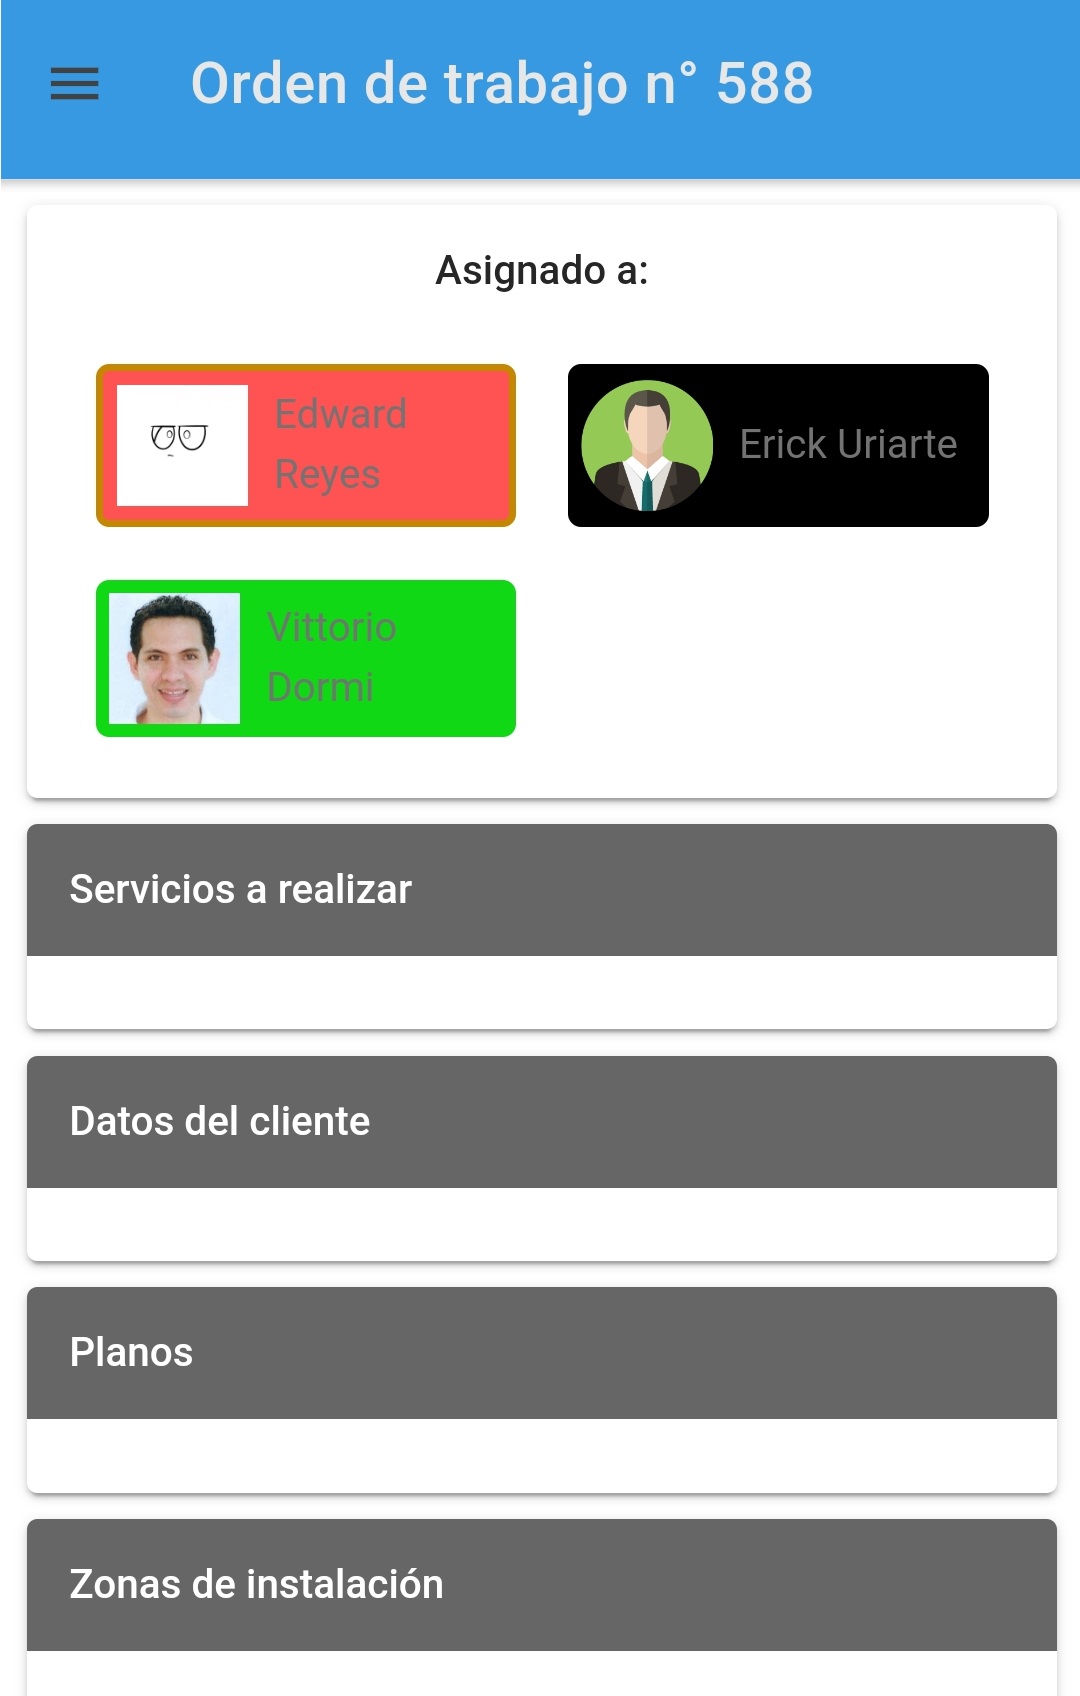 Orden de trabajo n° 588
Asignado a:
Edward
Reyes
Erick Uriarte
Vittorio
Dormi
Servicios a realizar
Datos del cliente
Planos
Zonas de instalación